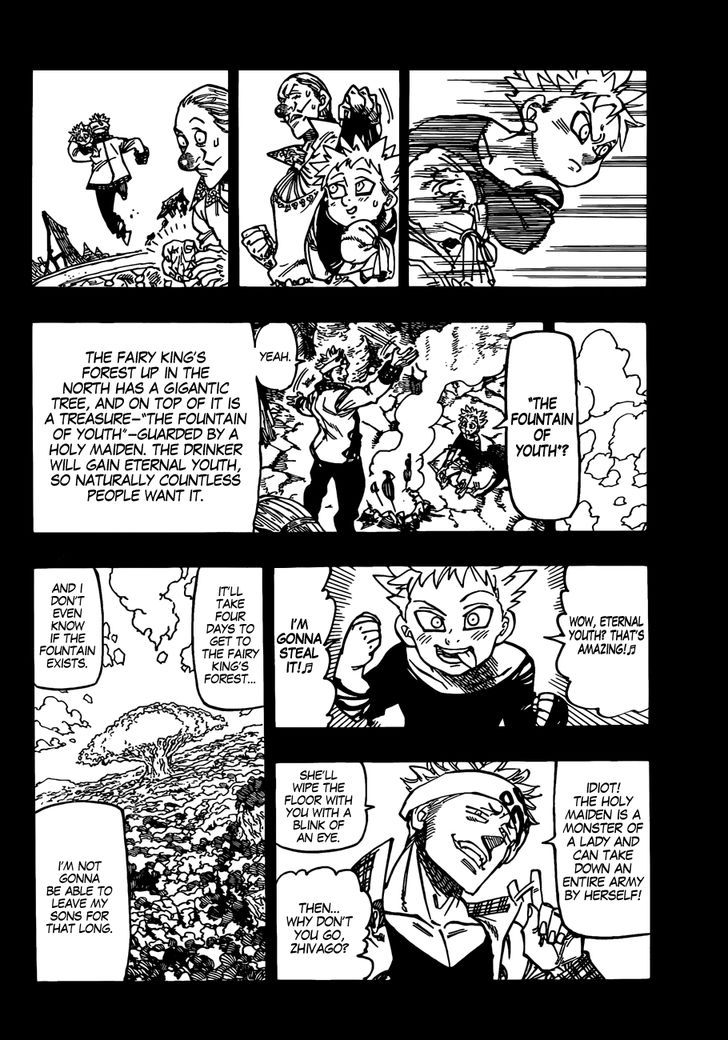 "THE
FOUNTAIN
OF
YOUTH"?
YEAH.
THE FAIRY KING'S
FOREST UP IN THE
NORTH HAS A GIGANTIC
TREE, AND ON TOP OF IT IS
A TREASURE–"THE FOUNTAIN
OF YOUTH"–GUARDED BY A
HOLY MAIDEN. THE DRINKER
WILL GAIN ETERNAL YOUTH,
SO NATURALLY COUNTLESS
PEOPLE WANT IT.
WOW, ETERNAL
YOUTH? THAT'S
AMAZING!♫
I'M
GONNA
STEAL
IT!♫
IDIOT!
THE HOLY
MAIDEN IS A
MONSTER OF
A LADY AND
CAN TAKE
DOWN AN
ENTIRE ARMY
BY HERSELF!
SHE'LL
WIPE THE
FLOOR WITH
YOU WITH A
BLINK OF
AN EYE.
THEN...
WHY DON'T
YOU GO,
ZHIVAGO?
IT'LL
TAKE
FOUR
DAYS TO
GET TO
THE FAIRY
KING'S
FOREST...
AND I
DON'T
EVEN
KNOW
IF THE
FOUNTAIN
EXISTS.
I'M NOT
GONNA
BE ABLE TO
LEAVE MY
SONS FOR
THAT LONG.